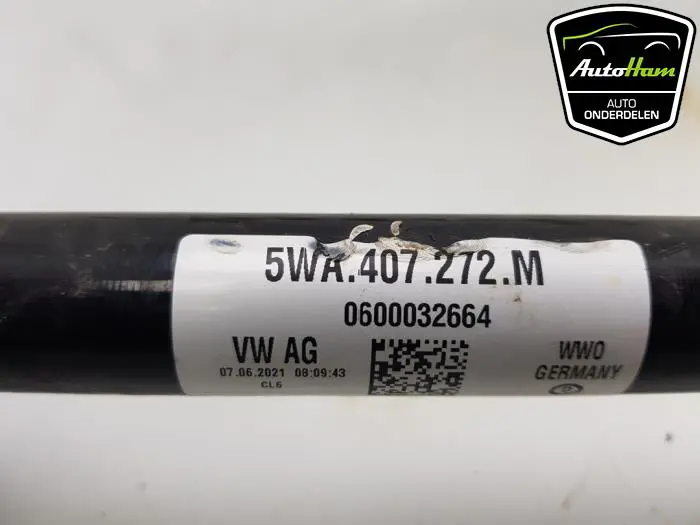 AutoHam
AUTO
ONDERDELEN
5WA.407.272.M
0600032664
VW AG
07.06.2021 08:09:43
CL6
WWO
GERMANY